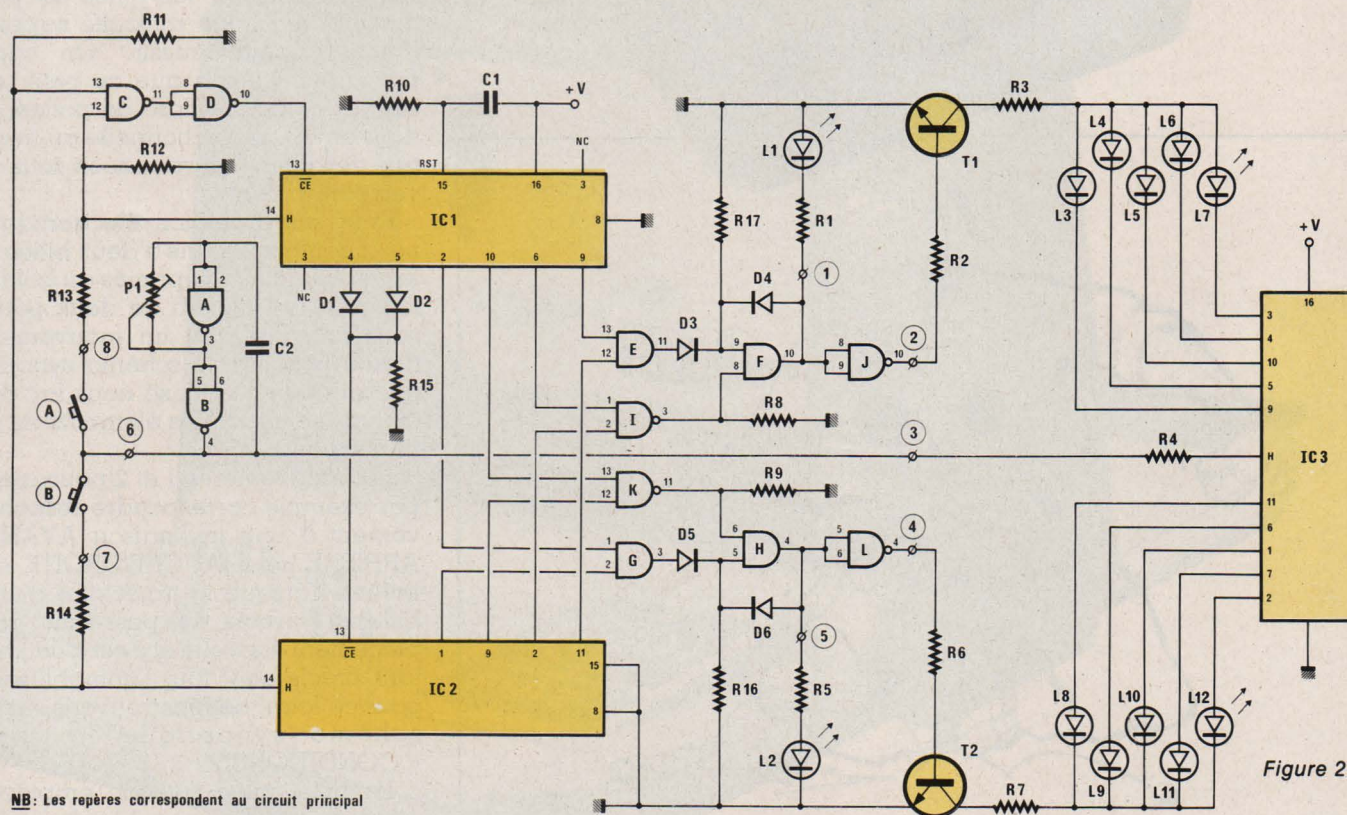 R11
13
12
C
11
8
9
D
10
R12
R10
C1
+V
NC
13
CE
RST
15
16
3
14
H
IC1
8
3
4
5
2
10
6
9
NC
D1
D2
R15
R13
P1
1
2
A
3
C2
8
5
6
B
4
A
6
B
7
R14
13
CE
1
9
2
11
15
14
H
IC2
8
L1
R17
R1
1
D4
13
12
E
11
D3
9
8
F
10
8
9
J
10
2
1
2
I
3
R8
3
R4
13
12
K
11
R9
1
2
G
3
D5
6
5
H
4
5
6
L
4
4
D6
5
R16
R5
L2
R6
T2
R7
T1
R2
R3
L4
L6
L3
L5
L7
+V
16
3
4
10
5
9
H
IC3
11
6
1
7
2
L8
L10
L12
L9
L11
Figure 2
NB: Les repères correspondent au circuit principal